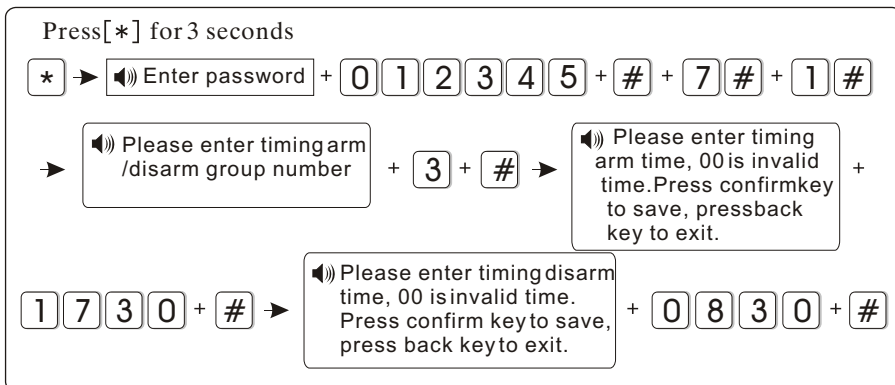 Press[*] for 3 seconds
* → Enter password + 0 1 2 3 4 5 + # + 7 # + 1 #
→ Please enter timing arm
/disarm group number + 3 + # →
Please enter timing
arm time, 00 is invalid
time.Press confirmkey
to save, pressback
key to exit. +
1 7 3 0 + # →
Please enter timing disarm
time, 00 is invalid time.
Press confirm key to save,
press back key to exit. + 0 8 3 0 + #